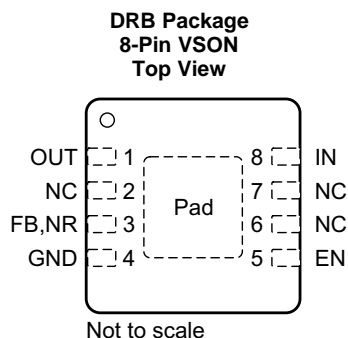 DRB Package
8-Pin VSON
Top View
OUT 1 8 IN
NC 2 7 NC
Pad
FB,NR 3 6 NC
GND 4 5 EN
Not to scale